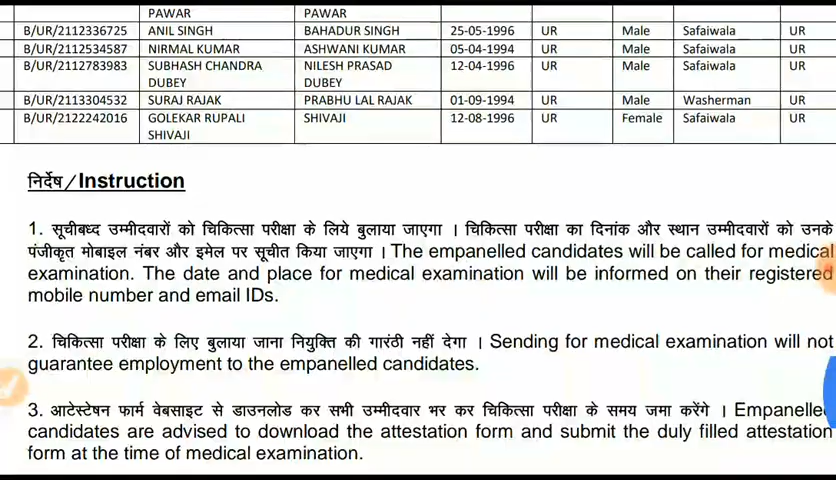 PAWAR PAWAR
B/UR/2112336725 ANIL SINGH BAHADUR SINGH 25-05-1996 UR Male Safaiwala UR
B/UR/2112534587 NIRMAL KUMAR ASHWANI KUMAR 05-04-1994 UR Male Safaiwala UR
B/UR/2112783983 SUBHASH CHANDRA NILESH PRASAD 12-04-1996 UR Male Safaiwala UR
DUBEY DUBEY
B/UR/2113304532 SURAJ RAJAK PRABHU LAL RAJAK 01-09-1994 UR Male Washerman UR
B/UR/2122242016 GOLEKAR RUPALI SHIVAJI 12-08-1996 UR Female Safaiwala UR
SHIVAJI
निर्देष/Instruction
1. सूचीबध्द उम्मीदवारों को चिकित्सा परीक्षा के लिये बुलाया जाएगा । चिकित्सा परीक्षा का दिनांक और स्थान उम्मीदवारों को उनके
पंजीकृत मोबाइल नंबर और इमेल पर सूचीत किया जाएगा । The empanelled candidates will be called for medical
examination. The date and place for medical examination will be informed on their registered
mobile number and email IDs.
2. चिकित्सा परीक्षा के लिए बुलाया जाना नियुक्ति की गारंठी नहीं देगा । Sending for medical examination will not
guarantee employment to the empanelled candidates.
3. आटेस्टेषन फार्म वेबसाइट से डाउनलोड कर सभी उम्मीदवार भर कर चिकित्सा परीक्षा के समय जमा करेंगे । Empanelle
candidates are advised to download the attestation form and submit the duly filled attestation
form at the time of medical examination.